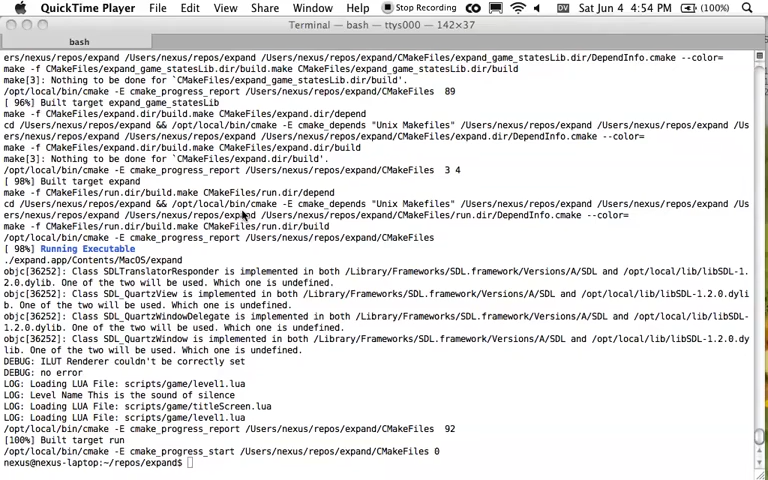 QuickTime Player File Edit View Share Window Help Stop Recording DV Sat Jun 4 4:54 PM (100%)
Terminal — bash — ttys000 — 142×37
bash
ers/nexus/repos/expand /Users/nexus/repos/expand/CMakeFiles/expand_game_statesLib.dir/DependInfo.cmake --color=
make -f CMakeFiles/expand_game_statesLib.dir/build.make CMakeFiles/expand_game_statesLib.dir/build
make[3]: Nothing to be done for `CMakeFiles/expand_game_statesLib.dir/build'.
/opt/local/bin/cmake -E cmake_progress_report /Users/nexus/repos/expand/CMakeFiles  89
[ 96%] Built target expand_game_statesLib
make -f CMakeFiles/expand.dir/build.make CMakeFiles/expand.dir/depend
cd /Users/nexus/repos/expand && /opt/local/bin/cmake -E cmake_depends "Unix Makefiles" /Users/nexus/repos/expand /Users/nexus/repos/expand /Us
ers/nexus/repos/expand /Users/nexus/repos/expand /Users/nexus/repos/expand/CMakeFiles/expand.dir/DependInfo.cmake --color=
make -f CMakeFiles/expand.dir/build.make CMakeFiles/expand.dir/build
make[3]: Nothing to be done for `CMakeFiles/expand.dir/build'.
/opt/local/bin/cmake -E cmake_progress_report /Users/nexus/repos/expand/CMakeFiles  3 4
[ 98%] Built target expand
make -f CMakeFiles/run.dir/build.make CMakeFiles/run.dir/depend
cd /Users/nexus/repos/expand && /opt/local/bin/cmake -E cmake_depends "Unix Makefiles" /Users/nexus/repos/expand /Users/nexus/repos/expand /Us
ers/nexus/repos/expand /Users/nexus/repos/expand /Users/nexus/repos/expand/CMakeFiles/run.dir/DependInfo.cmake --color=
make -f CMakeFiles/run.dir/build.make CMakeFiles/run.dir/build
/opt/local/bin/cmake -E cmake_progress_report /Users/nexus/repos/expand/CMakeFiles
[ 98%] Running Executable
./expand.app/Contents/MacOS/expand
objc[36252]: Class SDLTranslatorResponder is implemented in both /Library/Frameworks/SDL.framework/Versions/A/SDL and /opt/local/lib/libSDL-1.
2.0.dylib. One of the two will be used. Which one is undefined.
objc[36252]: Class SDL_QuartzView is implemented in both /Library/Frameworks/SDL.framework/Versions/A/SDL and /opt/local/lib/libSDL-1.2.0.dyli
b. One of the two will be used. Which one is undefined.
objc[36252]: Class SDL_QuartzWindowDelegate is implemented in both /Library/Frameworks/SDL.framework/Versions/A/SDL and /opt/local/lib/libSDL-
1.2.0.dylib. One of the two will be used. Which one is undefined.
objc[36252]: Class SDL_QuartzWindow is implemented in both /Library/Frameworks/SDL.framework/Versions/A/SDL and /opt/local/lib/libSDL-1.2.0.dy
lib. One of the two will be used. Which one is undefined.
DEBUG: ILUT Renderer couldn't be correctly set
DEBUG: no error
LOG: Loading LUA File: scripts/game/level1.lua
LOG: Level Name This is the sound of silence
LOG: Loading LUA File: scripts/game/titleScreen.lua
LOG: Loading LUA File: scripts/game/level1.lua
/opt/local/bin/cmake -E cmake_progress_report /Users/nexus/repos/expand/CMakeFiles  92
[100%] Built target run
/opt/local/bin/cmake -E cmake_progress_start /Users/nexus/repos/expand/CMakeFiles 0
nexus@nexus-laptop:~/repos/expand$